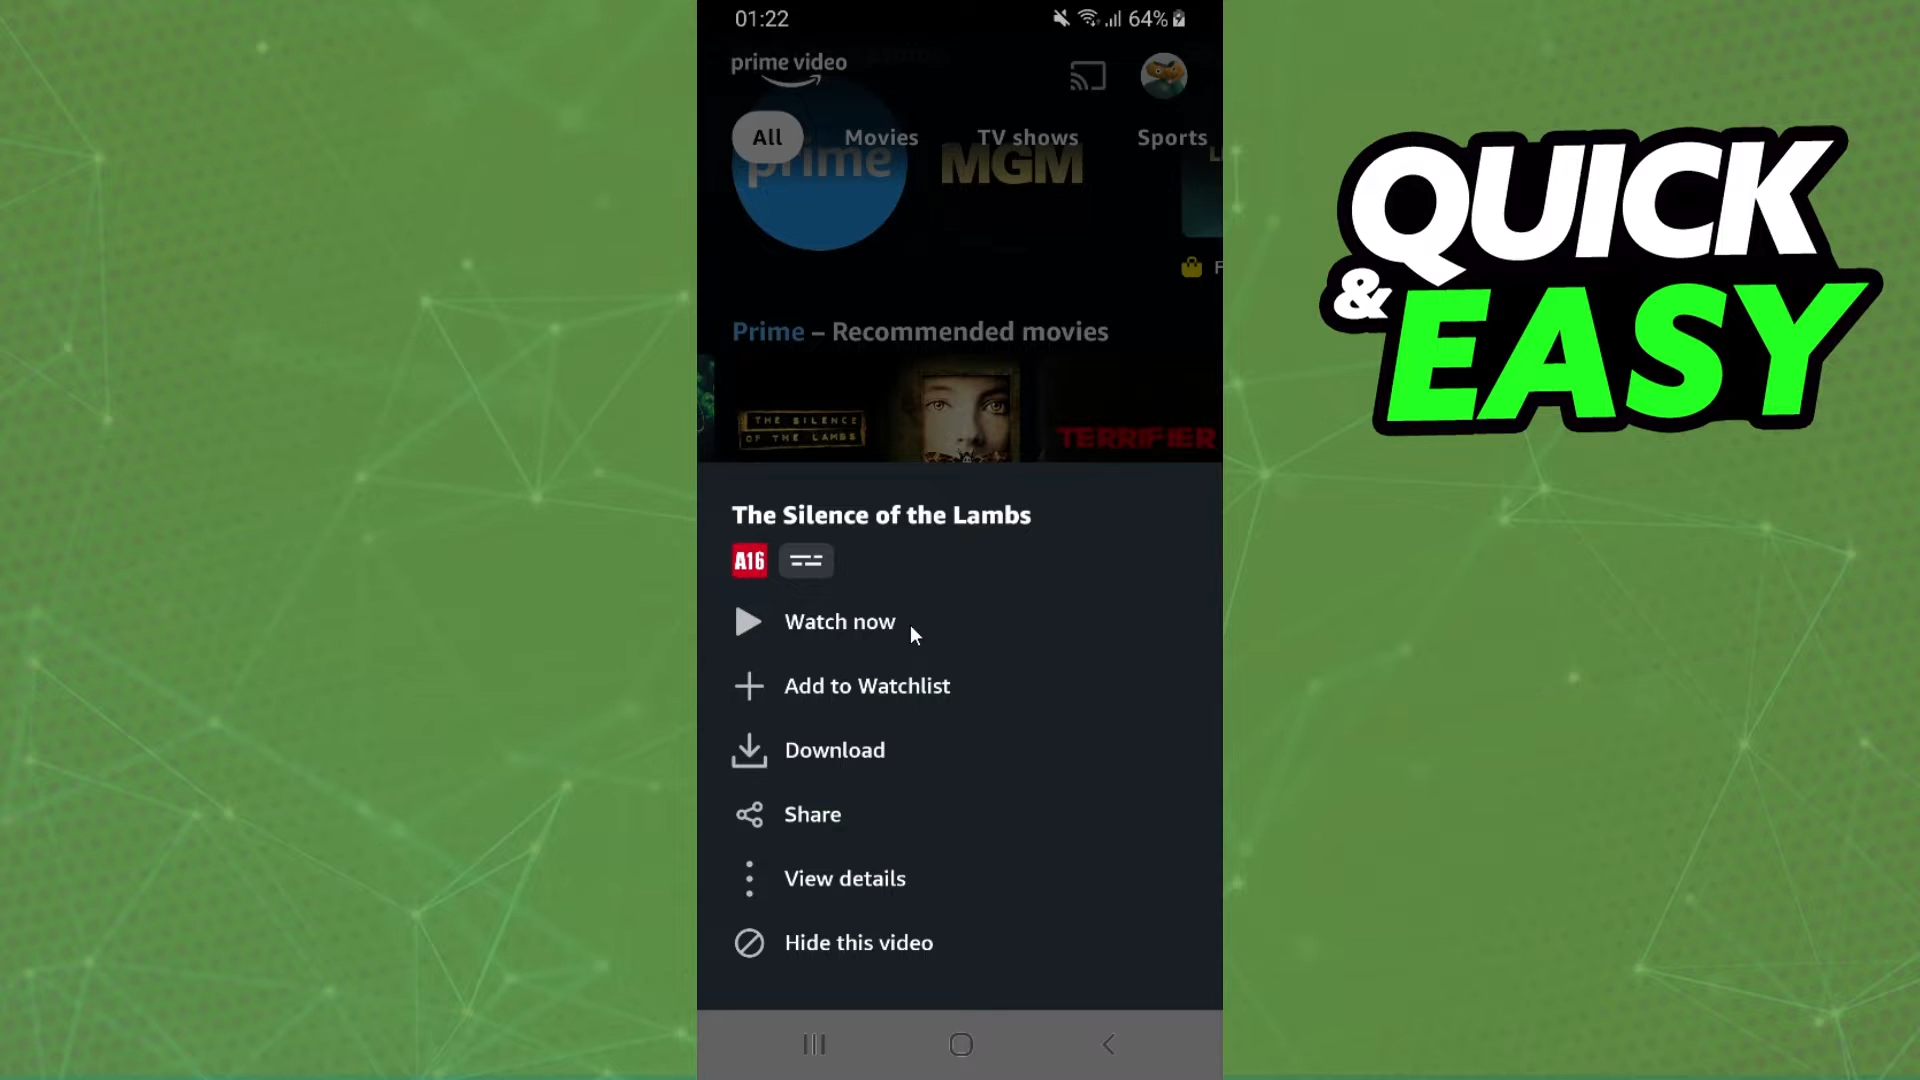 01:22
64%
prime video
All
Movies
TV shows
Sports
prime
MGM
Prime – Recommended movies
THE SILENCE
OF THE LAMBS
TERRIFIER
The Silence of the Lambs
A16
Watch now
Add to Watchlist
Download
Share
View details
Hide this video
QUICK
&
EASY